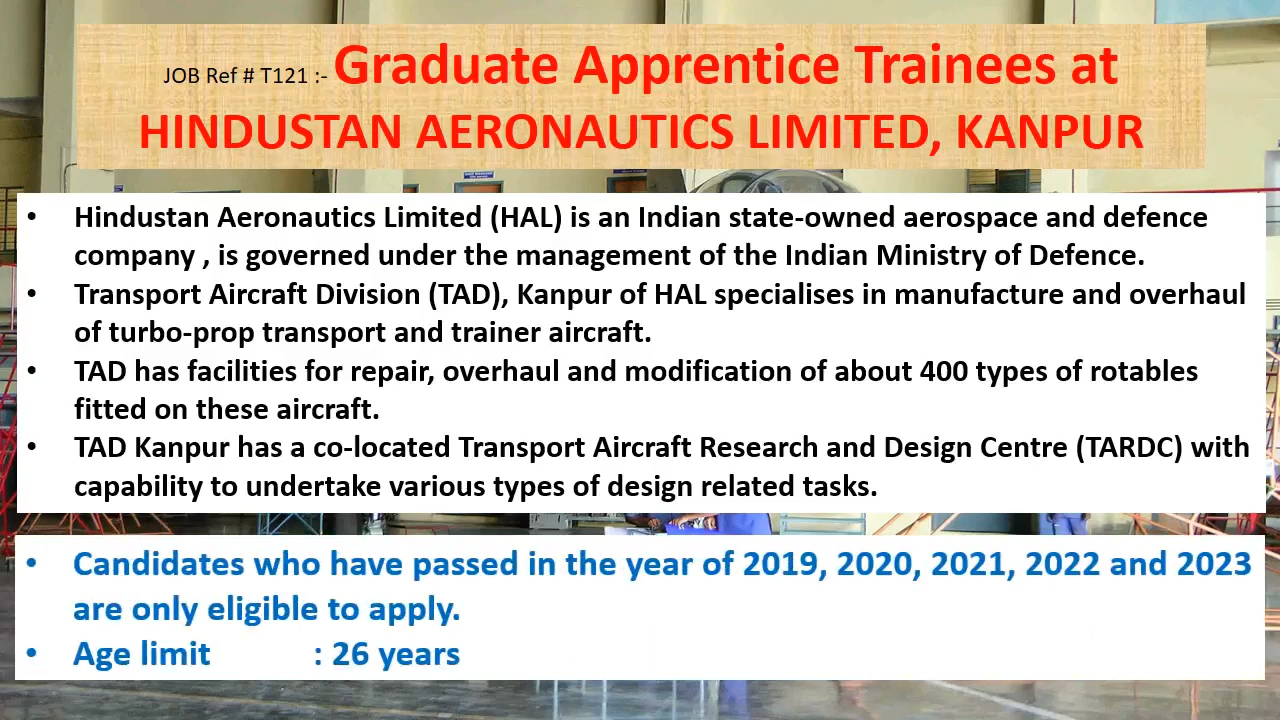 JOB Ref # T121 :- Graduate Apprentice Trainees at
HINDUSTAN AERONAUTICS LIMITED, KANPUR
• Hindustan Aeronautics Limited (HAL) is an Indian state-owned aerospace and defence
company , is governed under the management of the Indian Ministry of Defence.
• Transport Aircraft Division (TAD), Kanpur of HAL specialises in manufacture and overhaul
of turbo-prop transport and trainer aircraft.
• TAD has facilities for repair, overhaul and modification of about 400 types of rotables
fitted on these aircraft.
• TAD Kanpur has a co-located Transport Aircraft Research and Design Centre (TARDC) with
capability to undertake various types of design related tasks.
• Candidates who have passed in the year of 2019, 2020, 2021, 2022 and 2023
are only eligible to apply.
• Age limit : 26 years